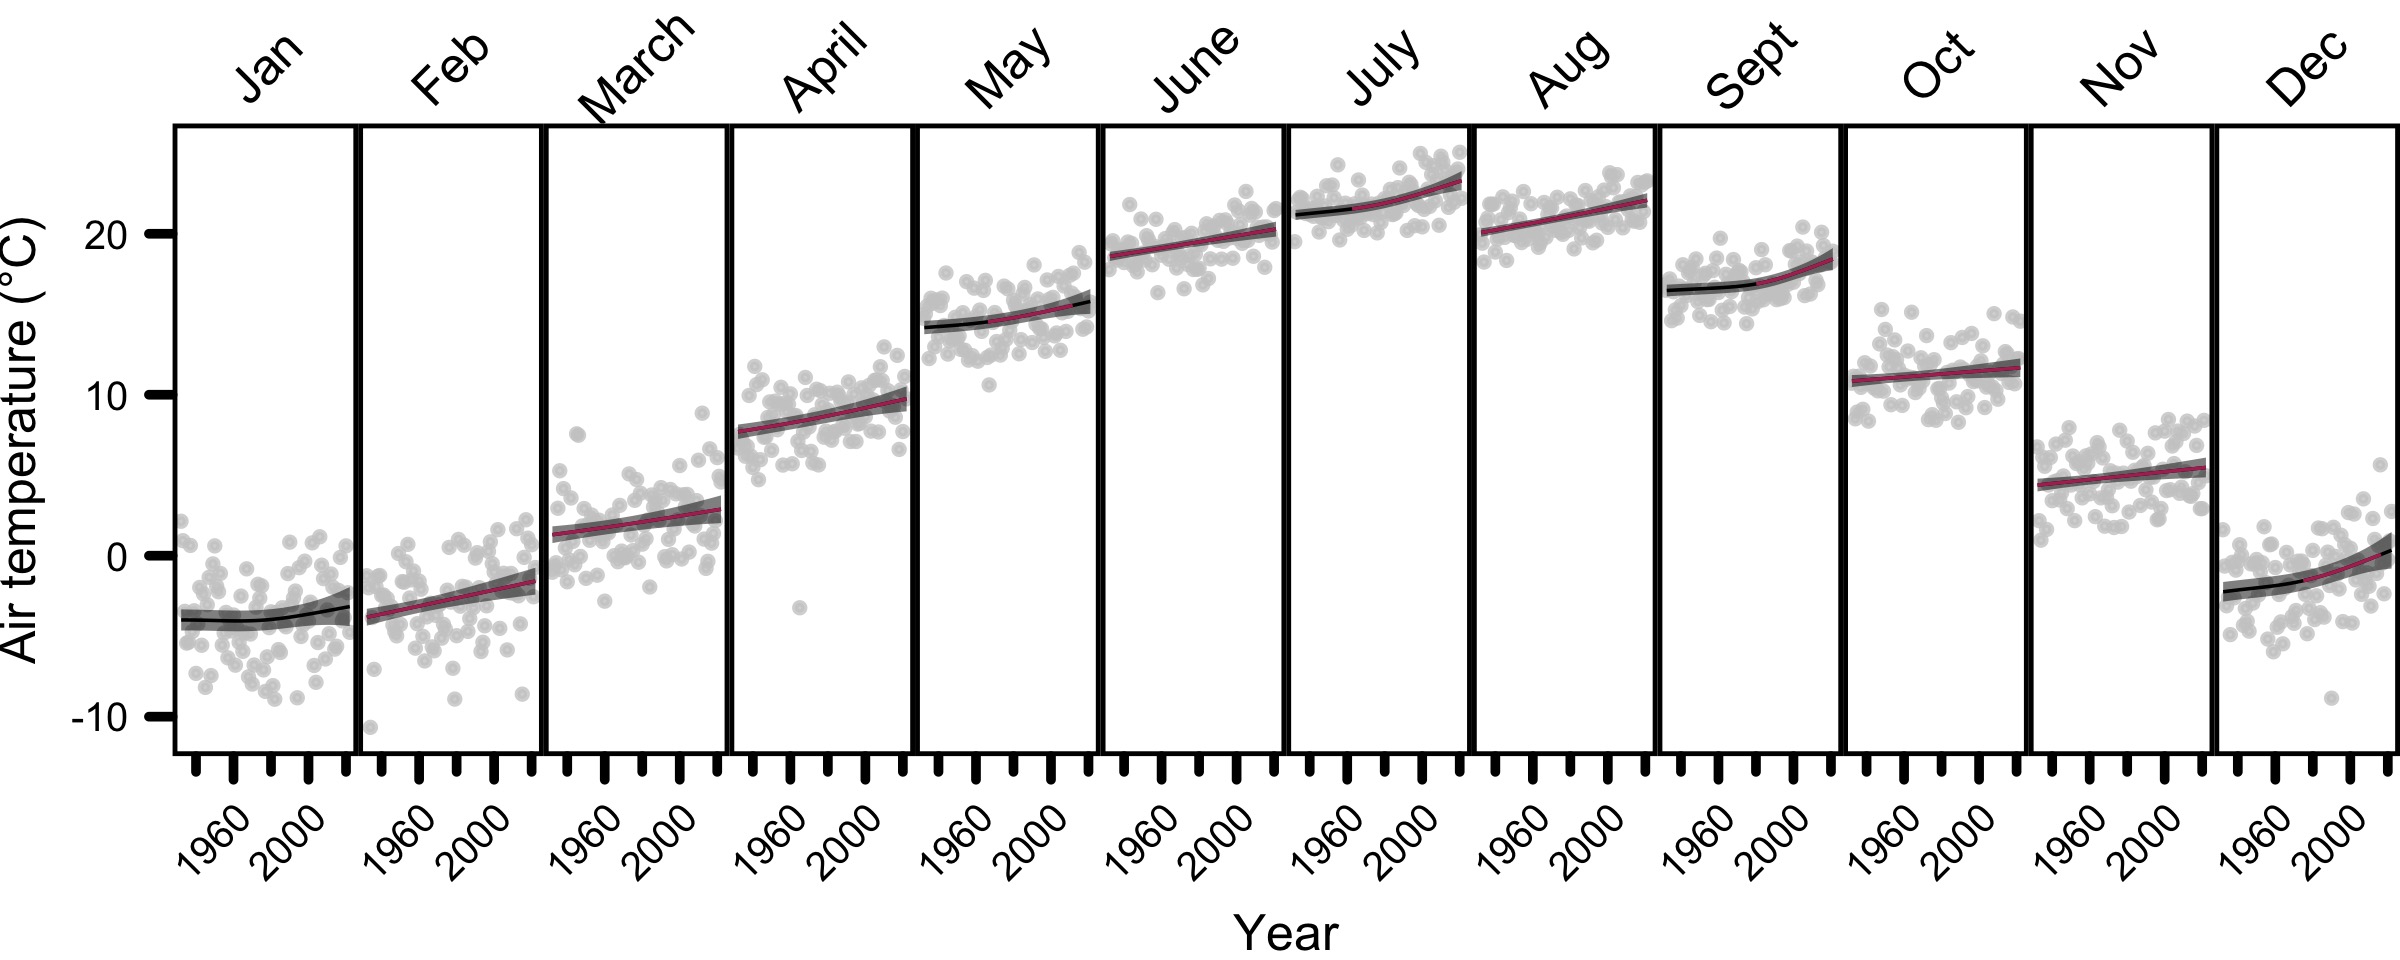 Jan Feb March April May June July Aug Sept Oct Nov Dec
Air temperature (°C)
20
10
0
-10
1960 2000 1960 2000 1960 2000 1960 2000 1960 2000 1960 2000 1960 2000 1960 2000 1960 2000 1960 2000 1960 2000 1960 2000
Year